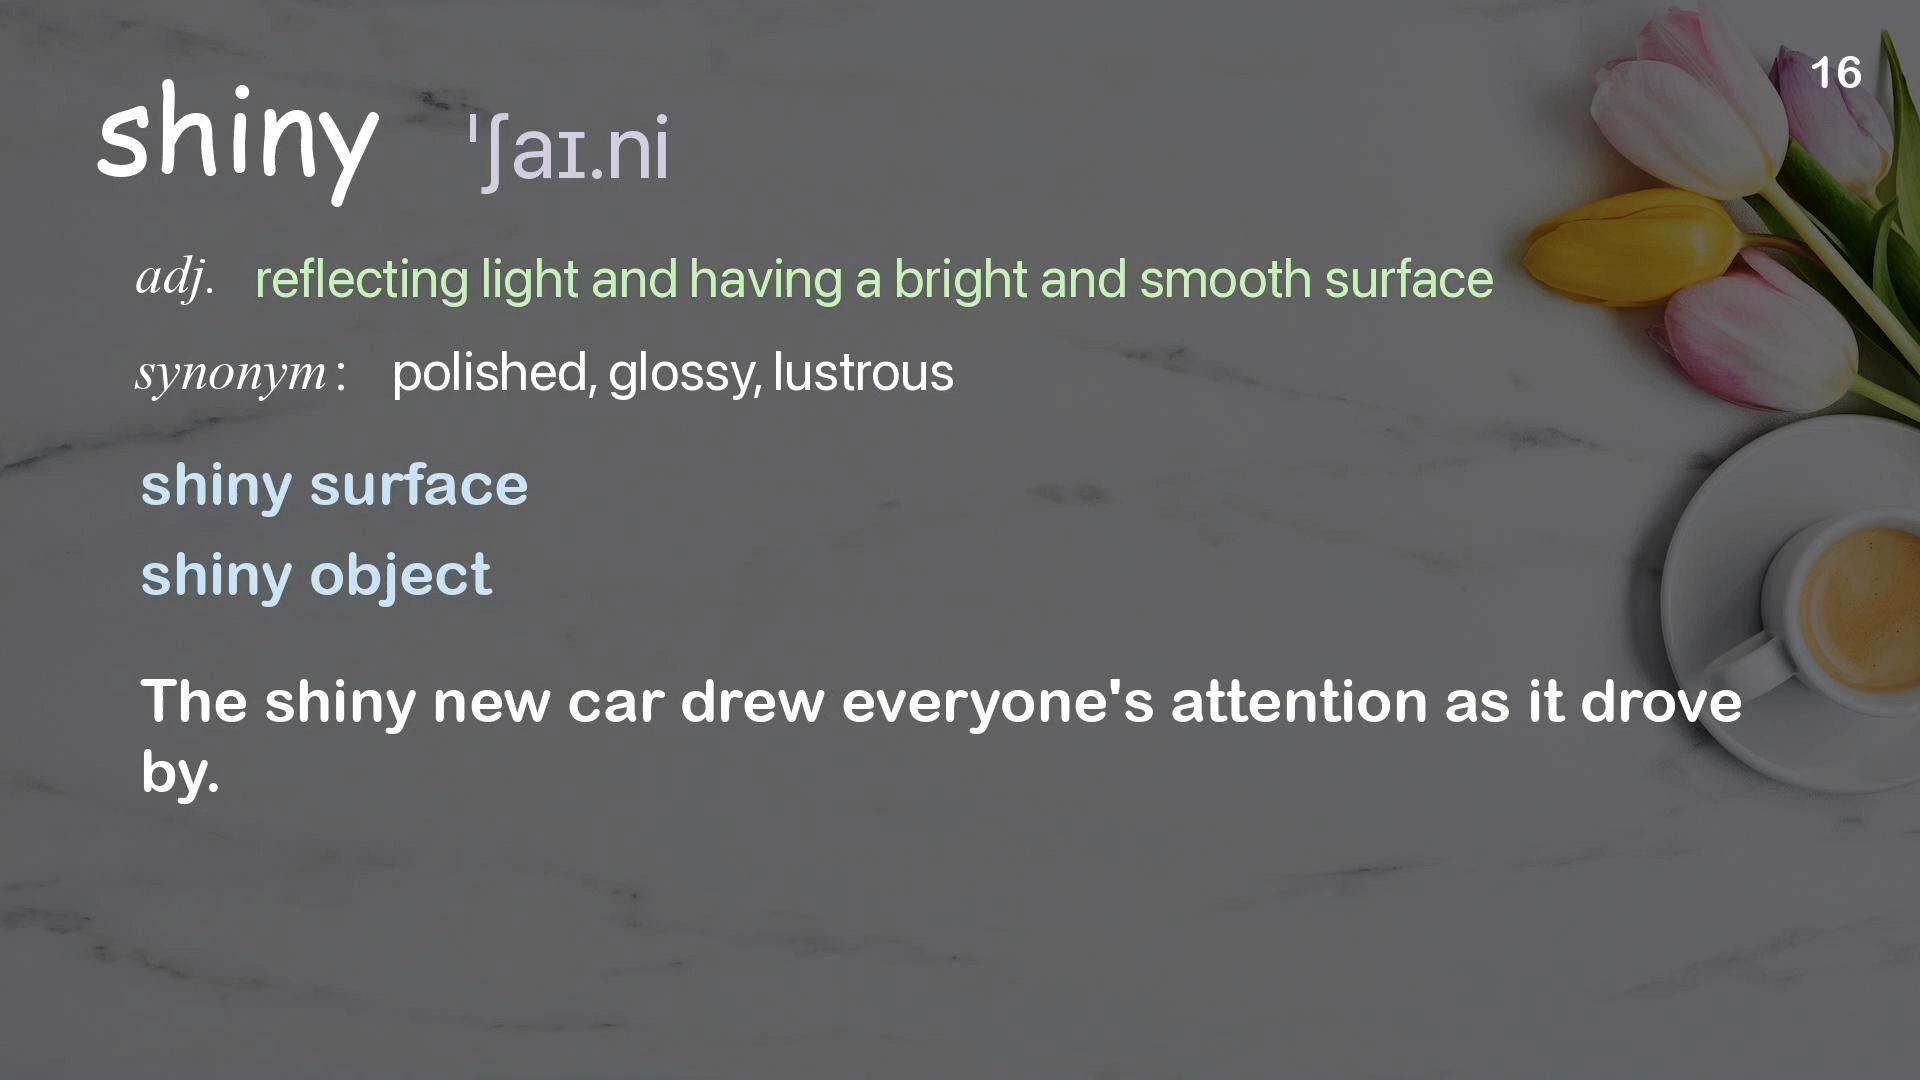 16
shiny ˈʃaɪ.ni
adj. reflecting light and having a bright and smooth surface
synonym: polished, glossy, lustrous
shiny surface
shiny object
The shiny new car drew everyone's attention as it drove
by.